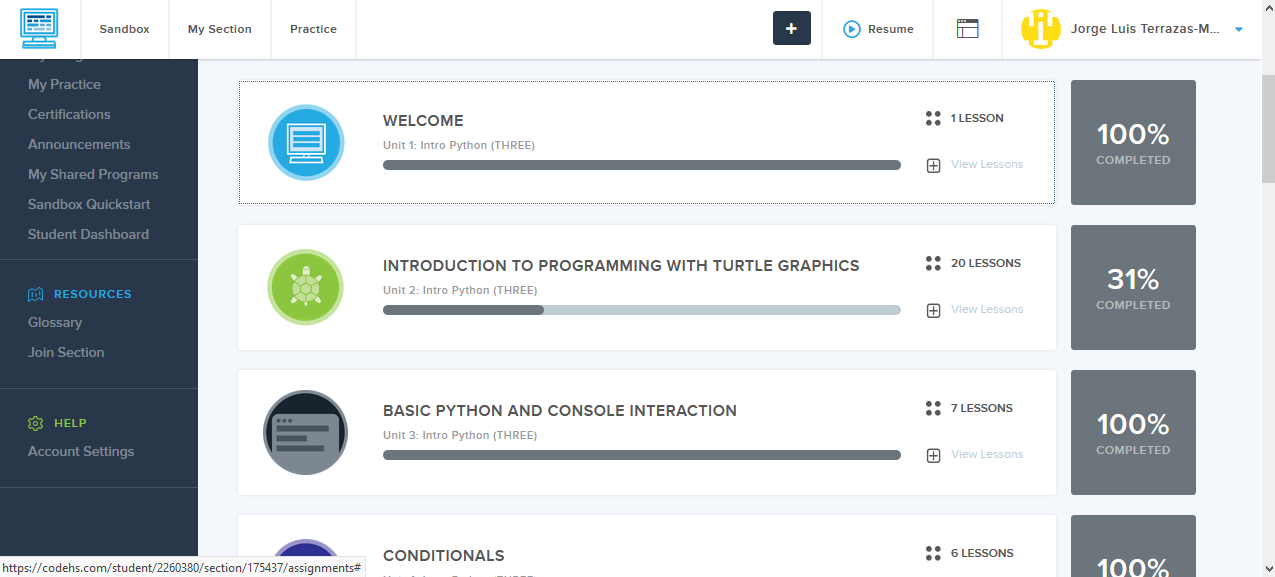 Sandbox
My Section
Practice
+
Resume
Jorge Luis Terrazas-M...
My Practice
Certifications
Announcements
My Shared Programs
Sandbox Quickstart
Student Dashboard
RESOURCES
Glossary
Join Section
HELP
Account Settings
WELCOME
Unit 1: Intro Python (THREE)
1 LESSON
View Lessons
100%
COMPLETED
INTRODUCTION TO PROGRAMMING WITH TURTLE GRAPHICS
Unit 2: Intro Python (THREE)
20 LESSONS
View Lessons
31%
COMPLETED
BASIC PYTHON AND CONSOLE INTERACTION
Unit 3: Intro Python (THREE)
7 LESSONS
View Lessons
100%
COMPLETED
CONDITIONALS
6 LESSONS
100%
https://codehs.com/student/2260380/section/175437/assignments#